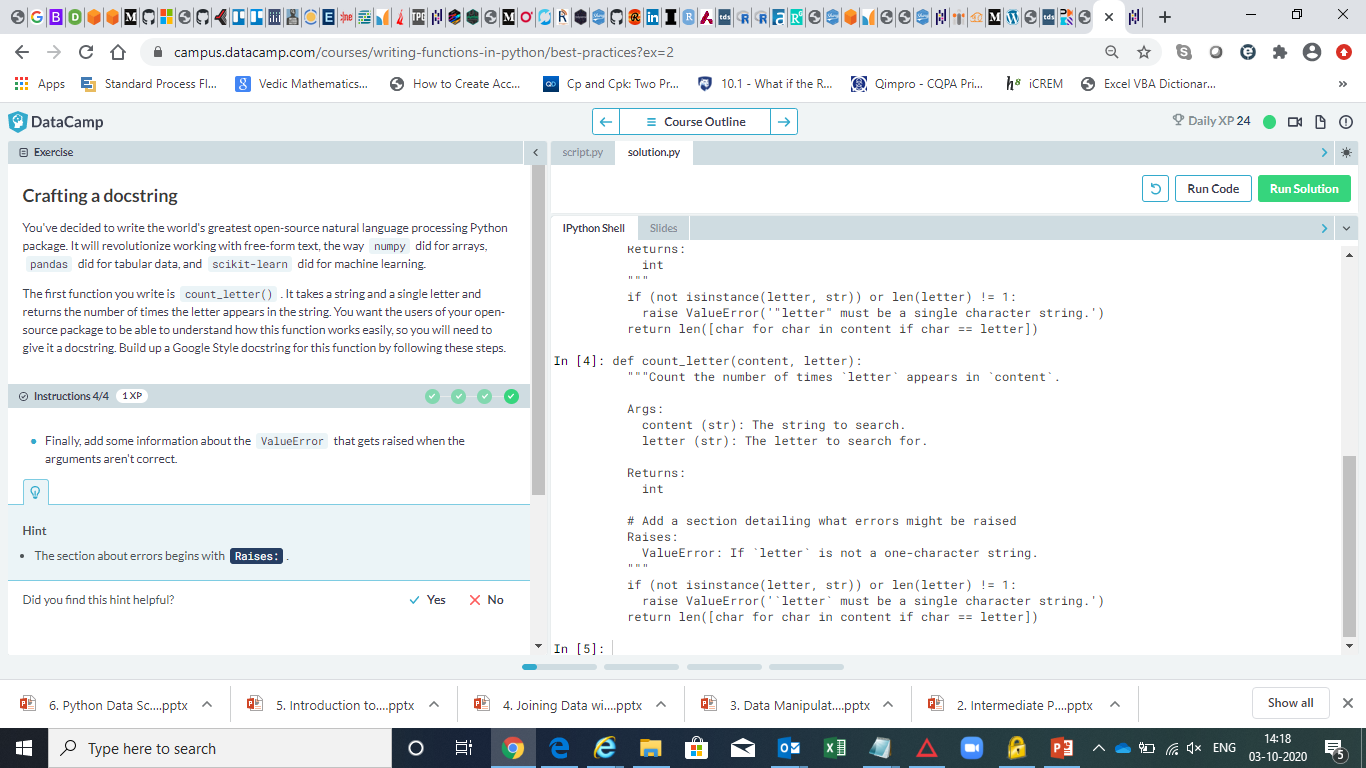 campus.datacamp.com/courses/writing-functions-in-python/best-practices?ex=2
Apps
Standard Process Fl...
Vedic Mathematics...
How to Create Acc...
Cp and Cpk: Two Pr...
10.1 - What if the R...
Qimpro - CQPA Pri...
iCREM
Excel VBA Dictionar...
»
DataCamp
Course Outline
Daily XP 24
Exercise
script.py
solution.py
Crafting a docstring
Run Code
Run Solution
You've decided to write the world's greatest open-source natural language processing Python
package. It will revolutionize working with free-form text, the way numpy did for arrays,
pandas did for tabular data, and scikit-learn did for machine learning.
The first function you write is count_letter() . It takes a string and a single letter and
returns the number of times the letter appears in the string. You want the users of your open-
source package to be able to understand how this function works easily, so you will need to
give it a docstring. Build up a Google Style docstring for this function by following these steps.
Instructions 4/4 1 XP
• Finally, add some information about the ValueError that gets raised when the
arguments aren't correct.
Hint
• The section about errors begins with Raises: .
Did you find this hint helpful?
Yes
No
IPython Shell
Slides
Returns:
int
"""
if (not isinstance(letter, str)) or len(letter) != 1:
raise ValueError('"letter" must be a single character string.')
return len([char for char in content if char == letter])
In [4]: def count_letter(content, letter):
"""Count the number of times `letter` appears in `content`.
Args:
content (str): The string to search.
letter (str): The letter to search for.
Returns:
int
# Add a section detailing what errors might be raised
Raises:
ValueError: If `letter` is not a one-character string.
"""
if (not isinstance(letter, str)) or len(letter) != 1:
raise ValueError('`letter` must be a single character string.')
return len([char for char in content if char == letter])
In [5]:
6. Python Data Sc....pptx
5. Introduction to....pptx
4. Joining Data wi....pptx
3. Data Manipulat....pptx
2. Intermediate P....pptx
Show all
Type here to search
ENG
14:18
03-10-2020
5